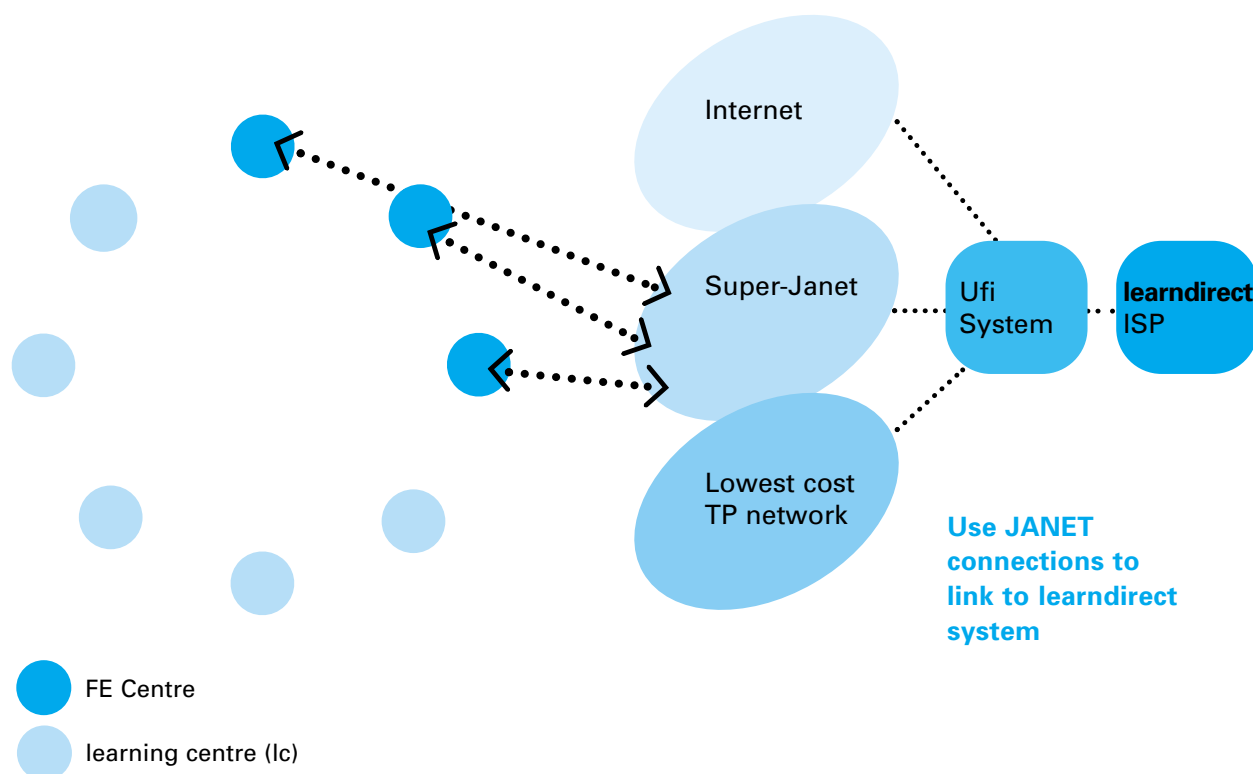 Internet
Super-Janet
Ufi
System
learndirect
ISP
Lowest cost
TP network
Use JANET
connections to
link to learndirect
system
FE Centre
learning centre (lc)